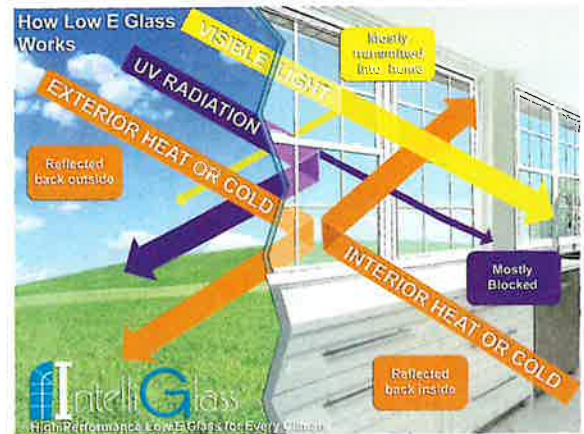 How Low E Glass
Works
VISIBLE LIGHT
Mostly
transmitted
into home
UV RADIATION
EXTERIOR HEAT OR COLD
Reflected
back outside
INTERIOR HEAT OR COLD
Mostly
Blocked
Reflected
back inside
IntelliGlass
High Performance Low E Glass for Every Climate